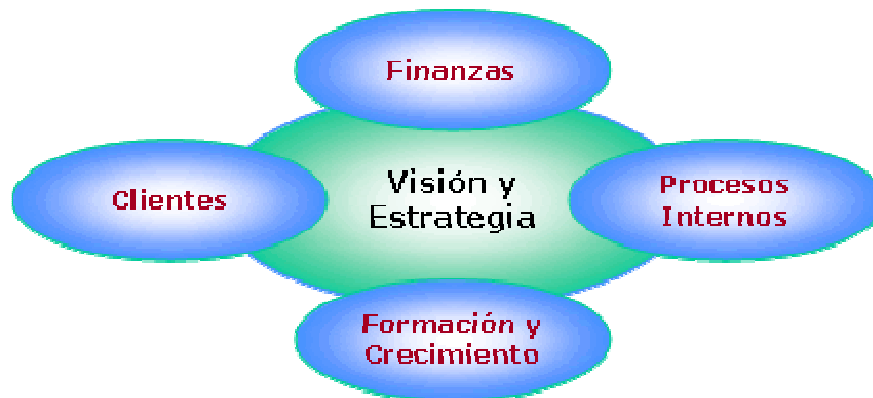 Finanzas
Clientes
Visión y
Estrategia
Procesos
Internos
Formación y
Crecimiento